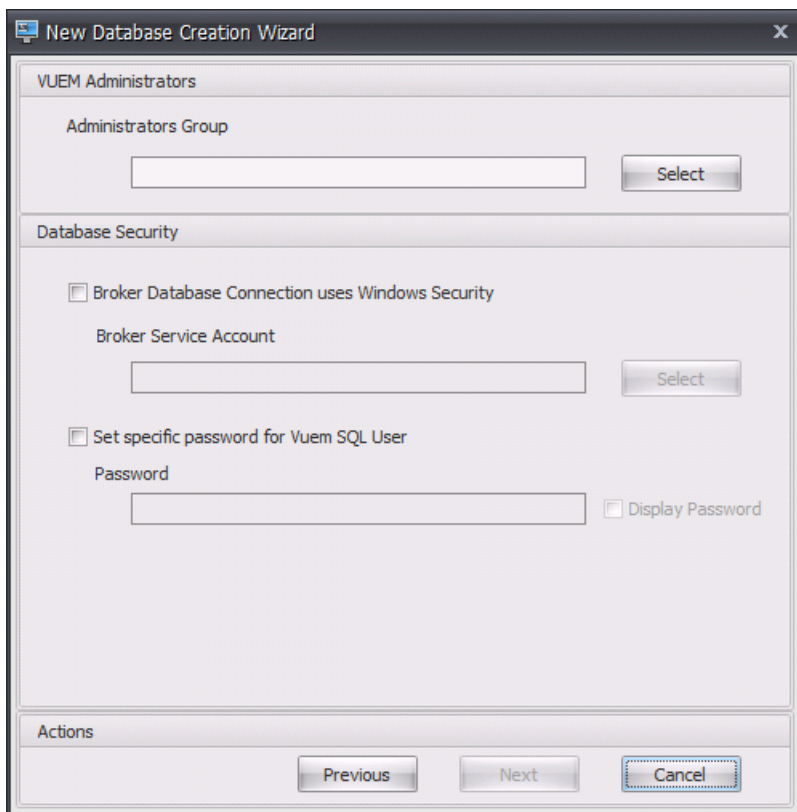 New Database Creation Wizard x
VUEM Administrators
Administrators Group
Select
Database Security
Broker Database Connection uses Windows Security
Broker Service Account
Select
Set specific password for Vuem SQL User
Password
Display Password
Actions
Previous Next Cancel